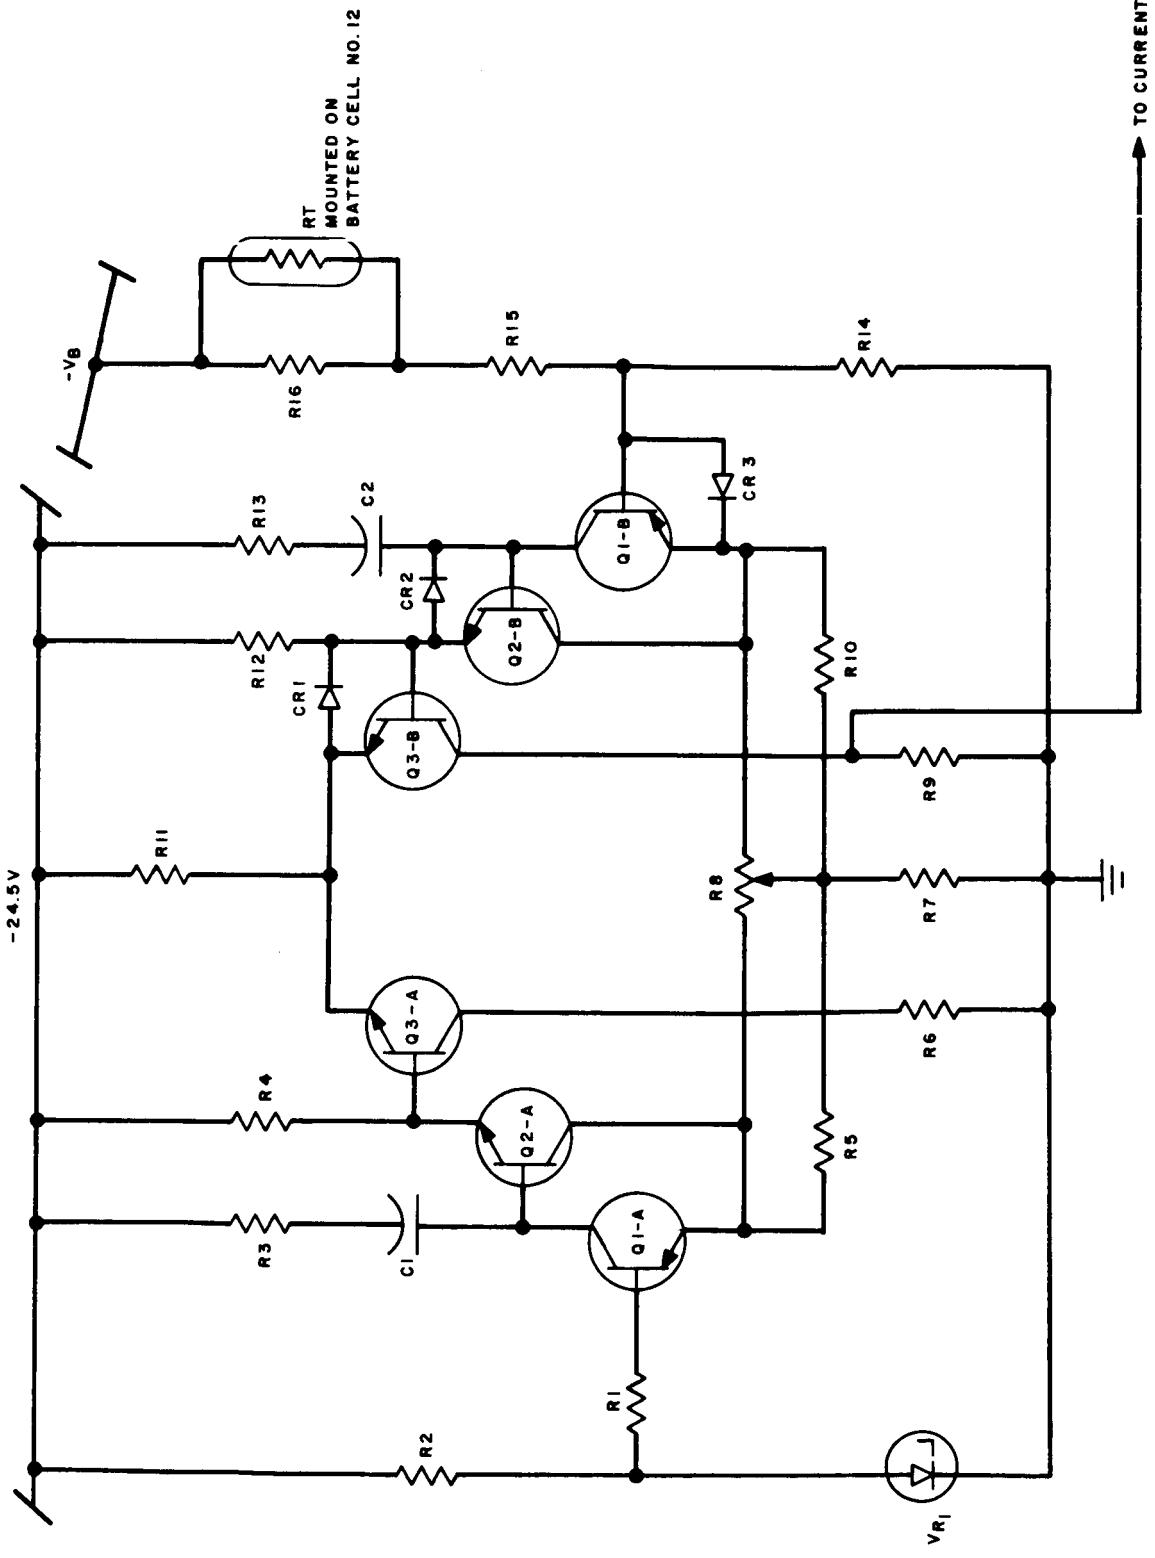 -24.5V
-VB
RT
MOUNTED ON
BATTERY CELL NO. 12
R16
R15
R14
R13
C2
R12
CR2
CR1
CR 3
Q1-B
Q2-B
Q3-B
R11
R10
R9
R8
R7
R6
R5
Q3-A
Q2-A
Q1-A
R4
R3
C1
R2
R1
VR1
TO CURRENT